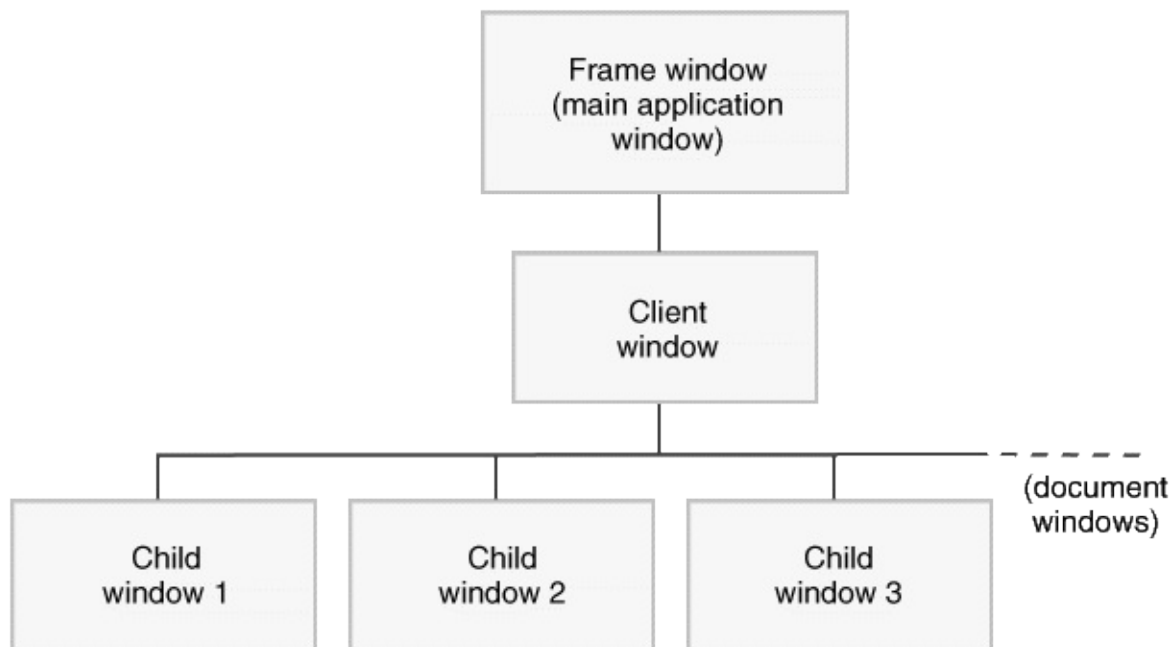 Frame window
(main application
window)
Client
window
(document
windows)
Child
window 1
Child
window 2
Child
window 3